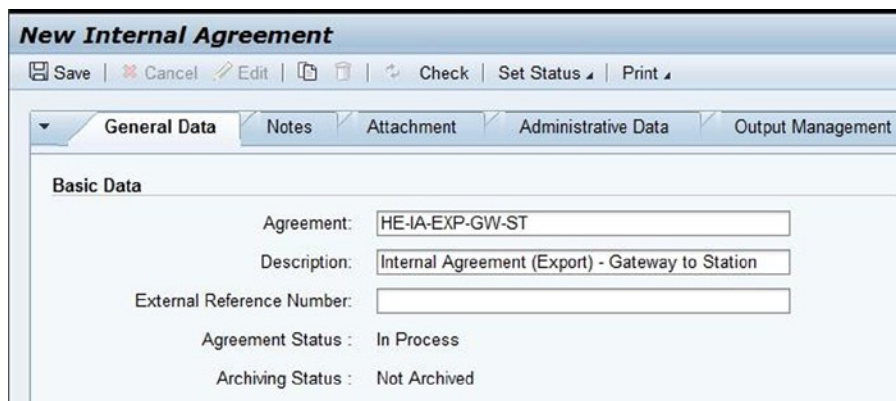 New Internal Agreement
Save | Cancel Edit | | Check | Set Status | Print
General Data Notes Attachment Administrative Data Output Management
Basic Data
Agreement: HE-IA-EXP-GW-ST
Description: Internal Agreement (Export) - Gateway to Station
External Reference Number:
Agreement Status : In Process
Archiving Status : Not Archived